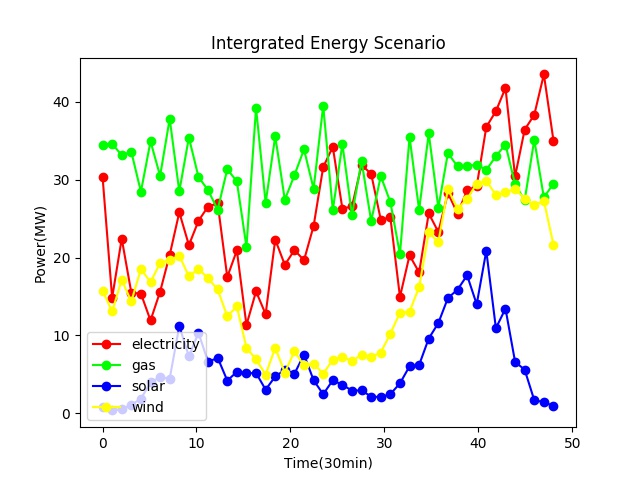 Intergrated Energy Scenario
Power(MW)
40
30
20
10
0
electricity
gas
solar
wind
0 10 20 30 40 50
Time(30min)